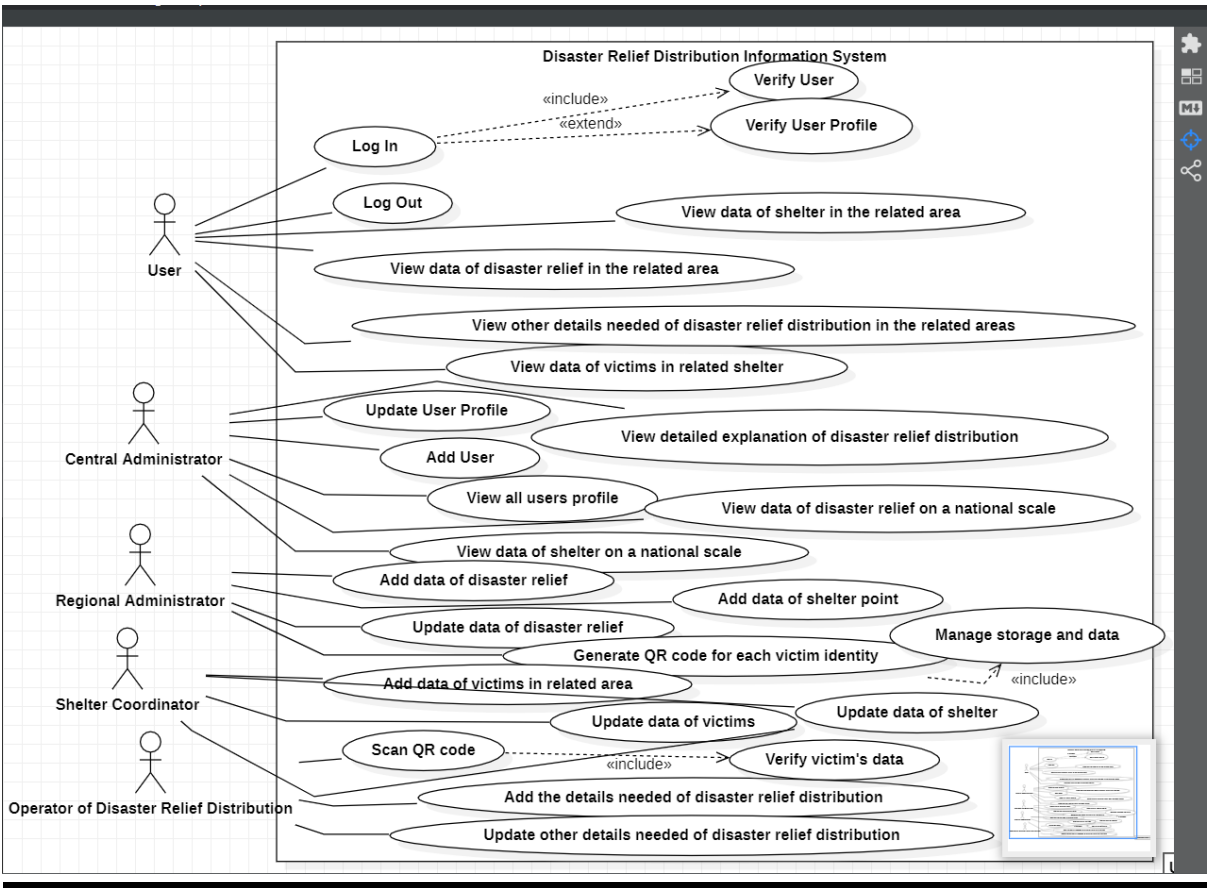 Disaster Relief Distribution Information System
Verify User
«include»
«extend»
Verify User Profile
Log In
Log Out
View data of shelter in the related area
User
View data of disaster relief in the related area
View other details needed of disaster relief distribution in the related areas
View data of victims in related shelter
Update User Profile
View detailed explanation of disaster relief distribution
Central Administrator
Add User
View all users profile
View data of disaster relief on a national scale
View data of shelter on a national scale
Add data of disaster relief
Regional Administrator
Add data of shelter point
Update data of disaster relief
Manage storage and data
Generate QR code for each victim identity
«include»
Add data of victims in related area
Shelter Coordinator
Update data of shelter
Update data of victims
Scan QR code
«include»
Verify victim's data
Operator of Disaster Relief Distribution
Add the details needed of disaster relief distribution
Update other details needed of disaster relief distribution